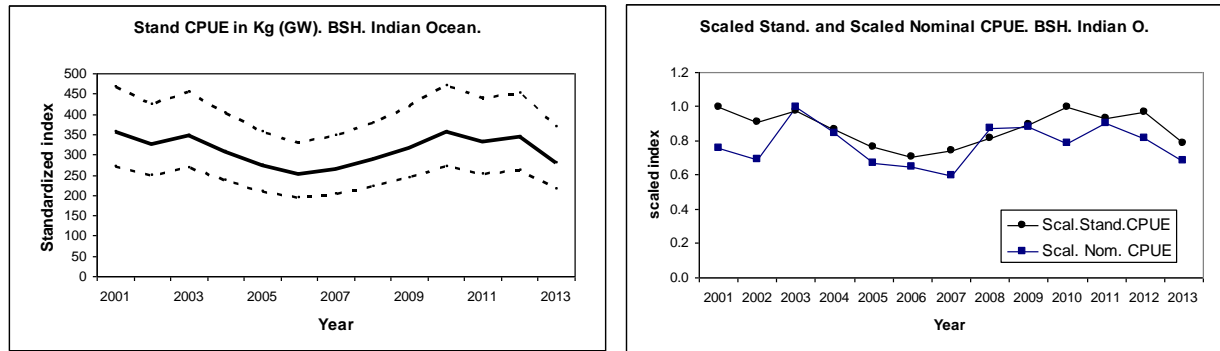 Stand CPUE in Kg (GW). BSH. Indian Ocean.
Standardized index
500
450
400
350
300
250
200
150
100
50
0
2001 2003 2005 2007 2009 2011 2013
Year
Scaled Stand. and Scaled Nominal CPUE. BSH. Indian O.
scaled index
1.2
1.0
0.8
0.6
0.4
0.2
0.0
Scal.Stand.CPUE
Scal. Nom. CPUE
2001 2002 2003 2004 2005 2006 2007 2008 2009 2010 2011 2012 2013
Year